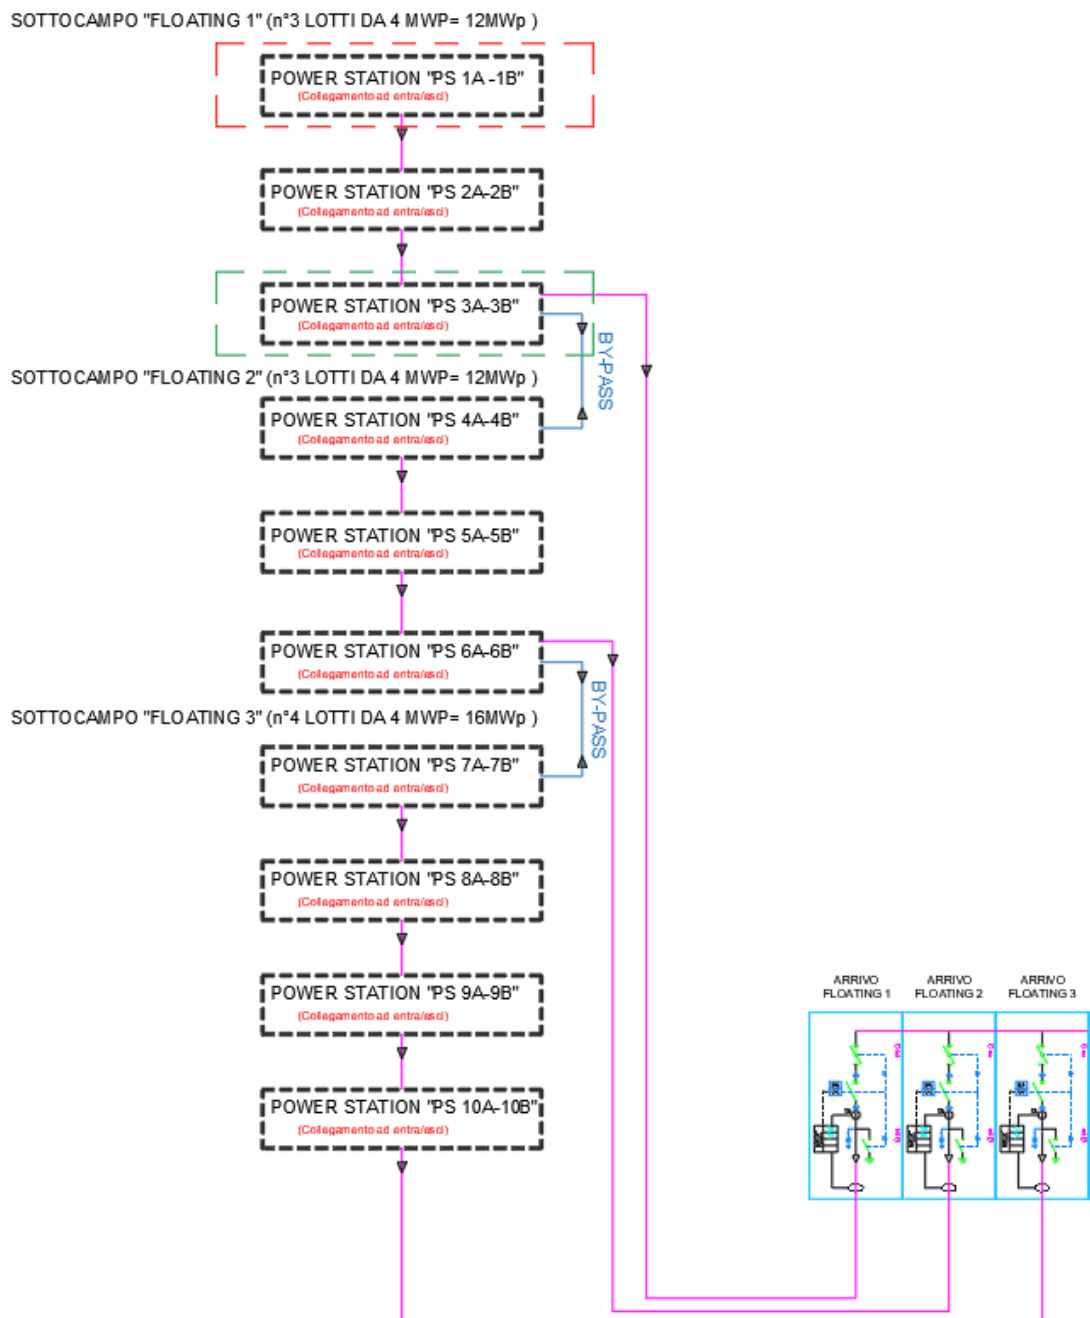 SOTTOCAMPO "FLOATING 1" (n°3 LOTTI DA 4 MWP= 12MWp )
POWER STATION "PS 1A -1B"
(Collegamento ad entra/esci)
POWER STATION "PS 2A-2B"
(Collegamento ad entra/esci)
POWER STATION "PS 3A-3B"
(Collegamento ad entra/esci)
BY-PASS
SOTTOCAMPO "FLOATING 2" (n°3 LOTTI DA 4 MWP= 12MWp )
POWER STATION "PS 4A-4B"
(Collegamento ad entra/esci)
POWER STATION "PS 5A-5B"
(Collegamento ad entra/esci)
POWER STATION "PS 6A-6B"
(Collegamento ad entra/esci)
BY-PASS
SOTTOCAMPO "FLOATING 3" (n°4 LOTTI DA 4 MWP= 16MWp )
POWER STATION "PS 7A-7B"
(Collegamento ad entra/esci)
POWER STATION "PS 8A-8B"
(Collegamento ad entra/esci)
POWER STATION "PS 9A-9B"
(Collegamento ad entra/esci)
POWER STATION "PS 10A-10B"
(Collegamento ad entra/esci)
ARRIVO
FLOATING 1
ARRIVO
FLOATING 2
ARRIVO
FLOATING 3